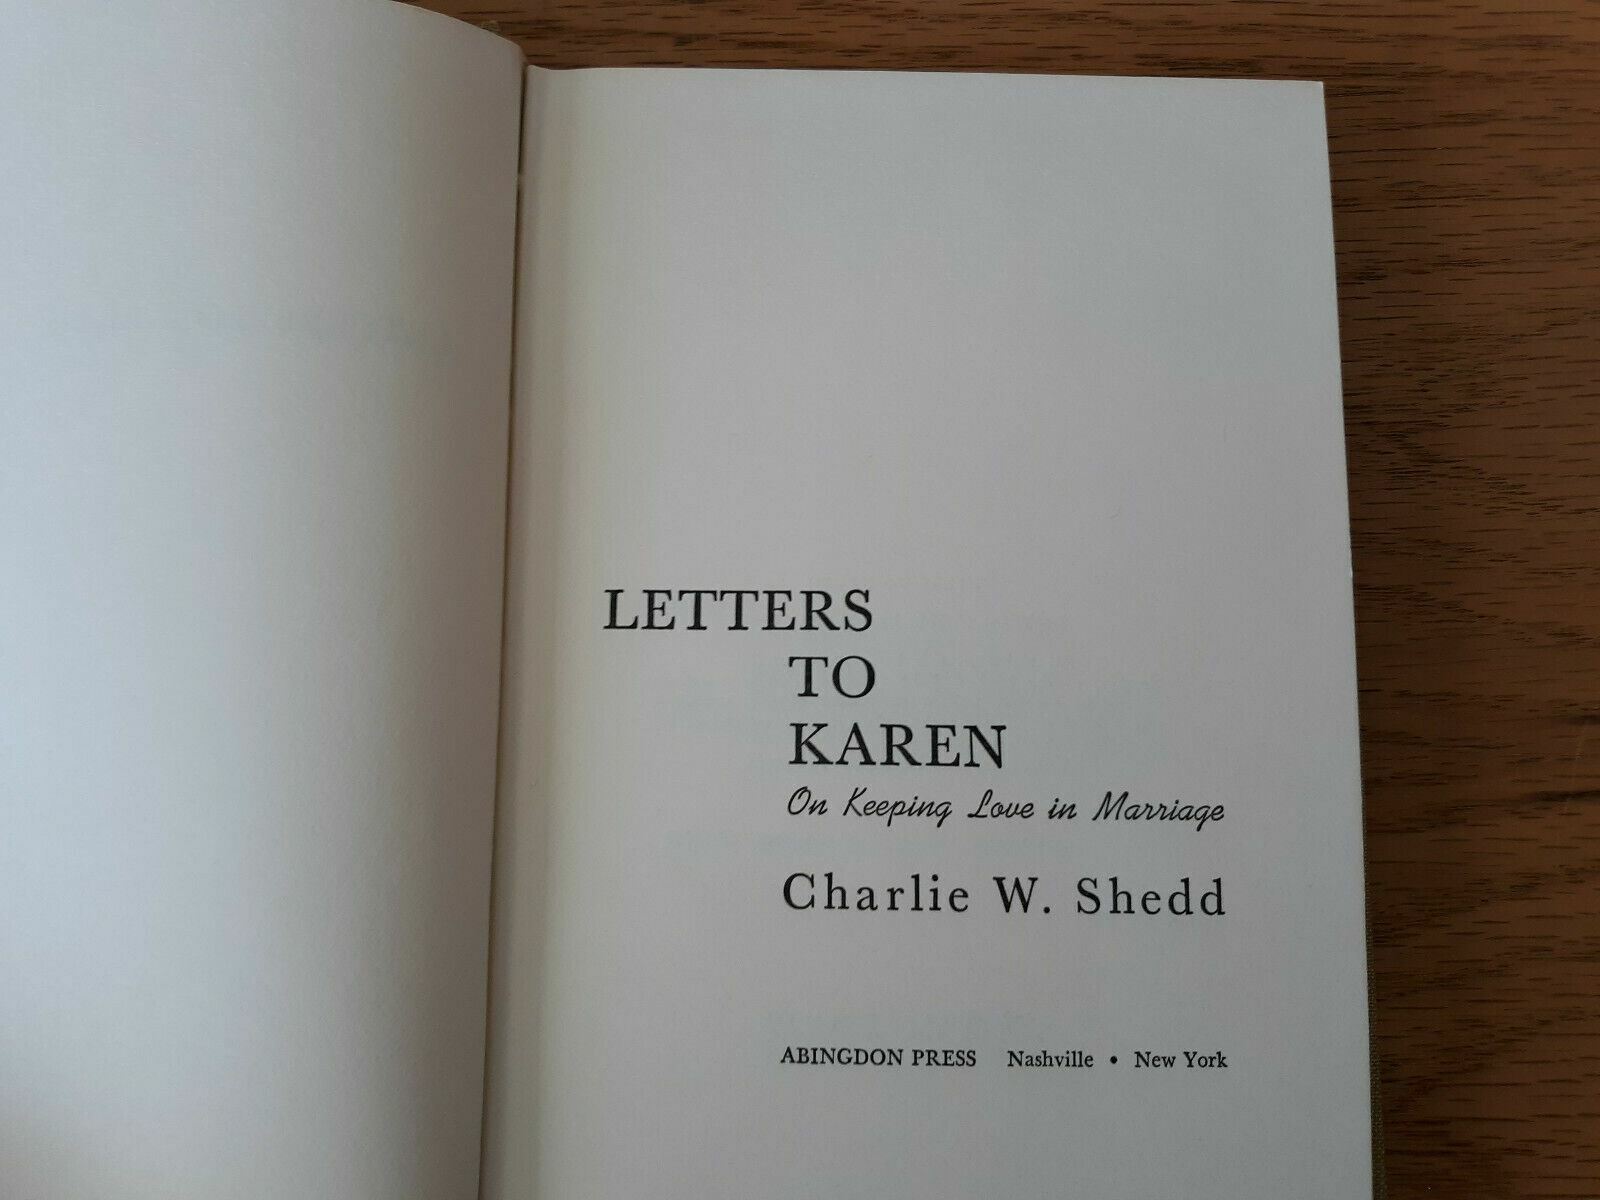 LETTERS
TO
KAREN
On Keeping Love in Marriage
Charlie W. Shedd
ABINGDON PRESS Nashville • New York